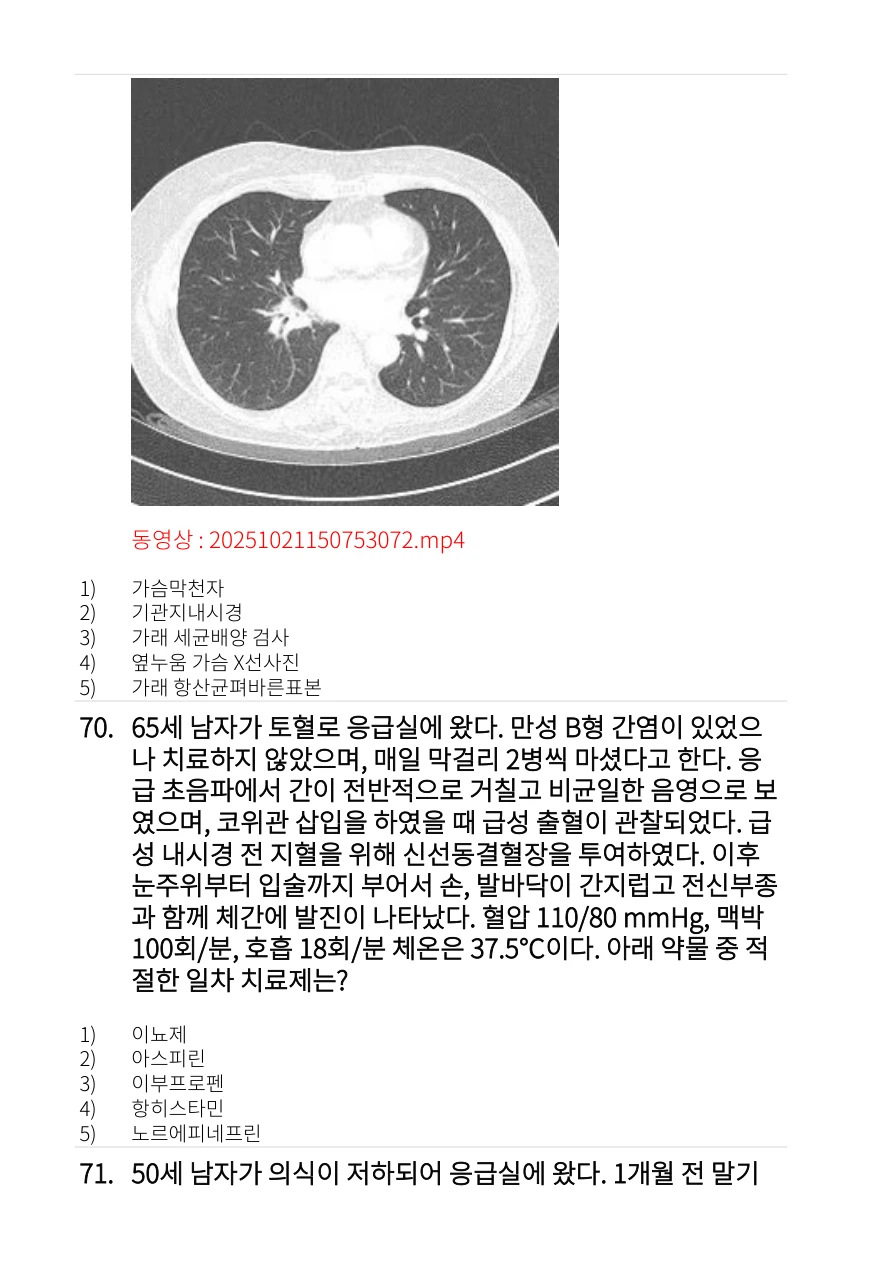 동영상 : 20251021150753072.mp4
1) 가슴막천자
2) 기관지내시경
3) 가래 세균배양 검사
4) 옆누움 가슴 X선사진
5) 가래 항산균펴바른표본
70. 65세 남자가 토혈로 응급실에 왔다. 만성 B형 간염이 있었으
나 치료하지 않았으며, 매일 막걸리 2병씩 마셨다고 한다. 응
급 초음파에서 간이 전반적으로 거칠고 비균일한 음영으로 보
였으며, 코위관 삽입을 하였을 때 급성 출혈이 관찰되었다. 급
성 내시경 전 지혈을 위해 신선동결혈장을 투여하였다. 이후
눈주위부터 입술까지 부어서 손, 발바닥이 간지럽고 전신부종
과 함께 체간에 발진이 나타났다. 혈압 110/80 mmHg, 맥박
100회/분, 호흡 18회/분 체온은 37.5°C이다. 아래 약물 중 적
절한 일차 치료제는?
1) 이뇨제
2) 아스피린
3) 이부프로펜
4) 항히스타민
5) 노르에피네프린
71. 50세 남자가 의식이 저하되어 응급실에 왔다. 1개월 전 말기